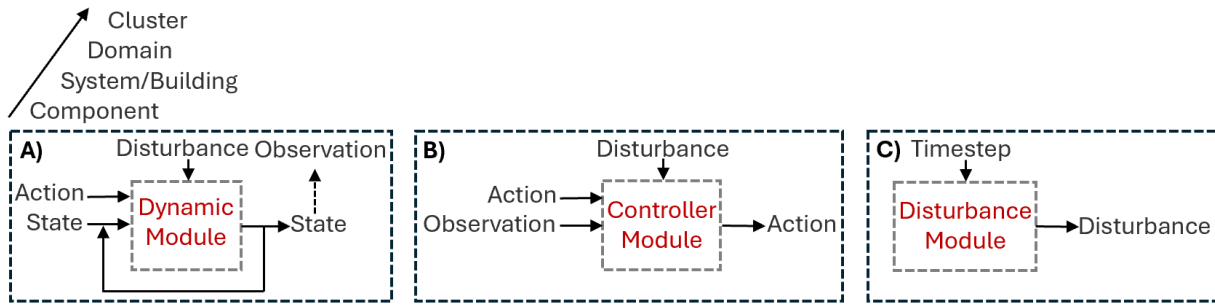 Cluster
Domain
System/Building
Component
A)
Disturbance
Observation
Action
State
Dynamic
Module
State
B)
Disturbance
Action
Observation
Controller
Module
Action
C)
Timestep
Disturbance
Module
Disturbance